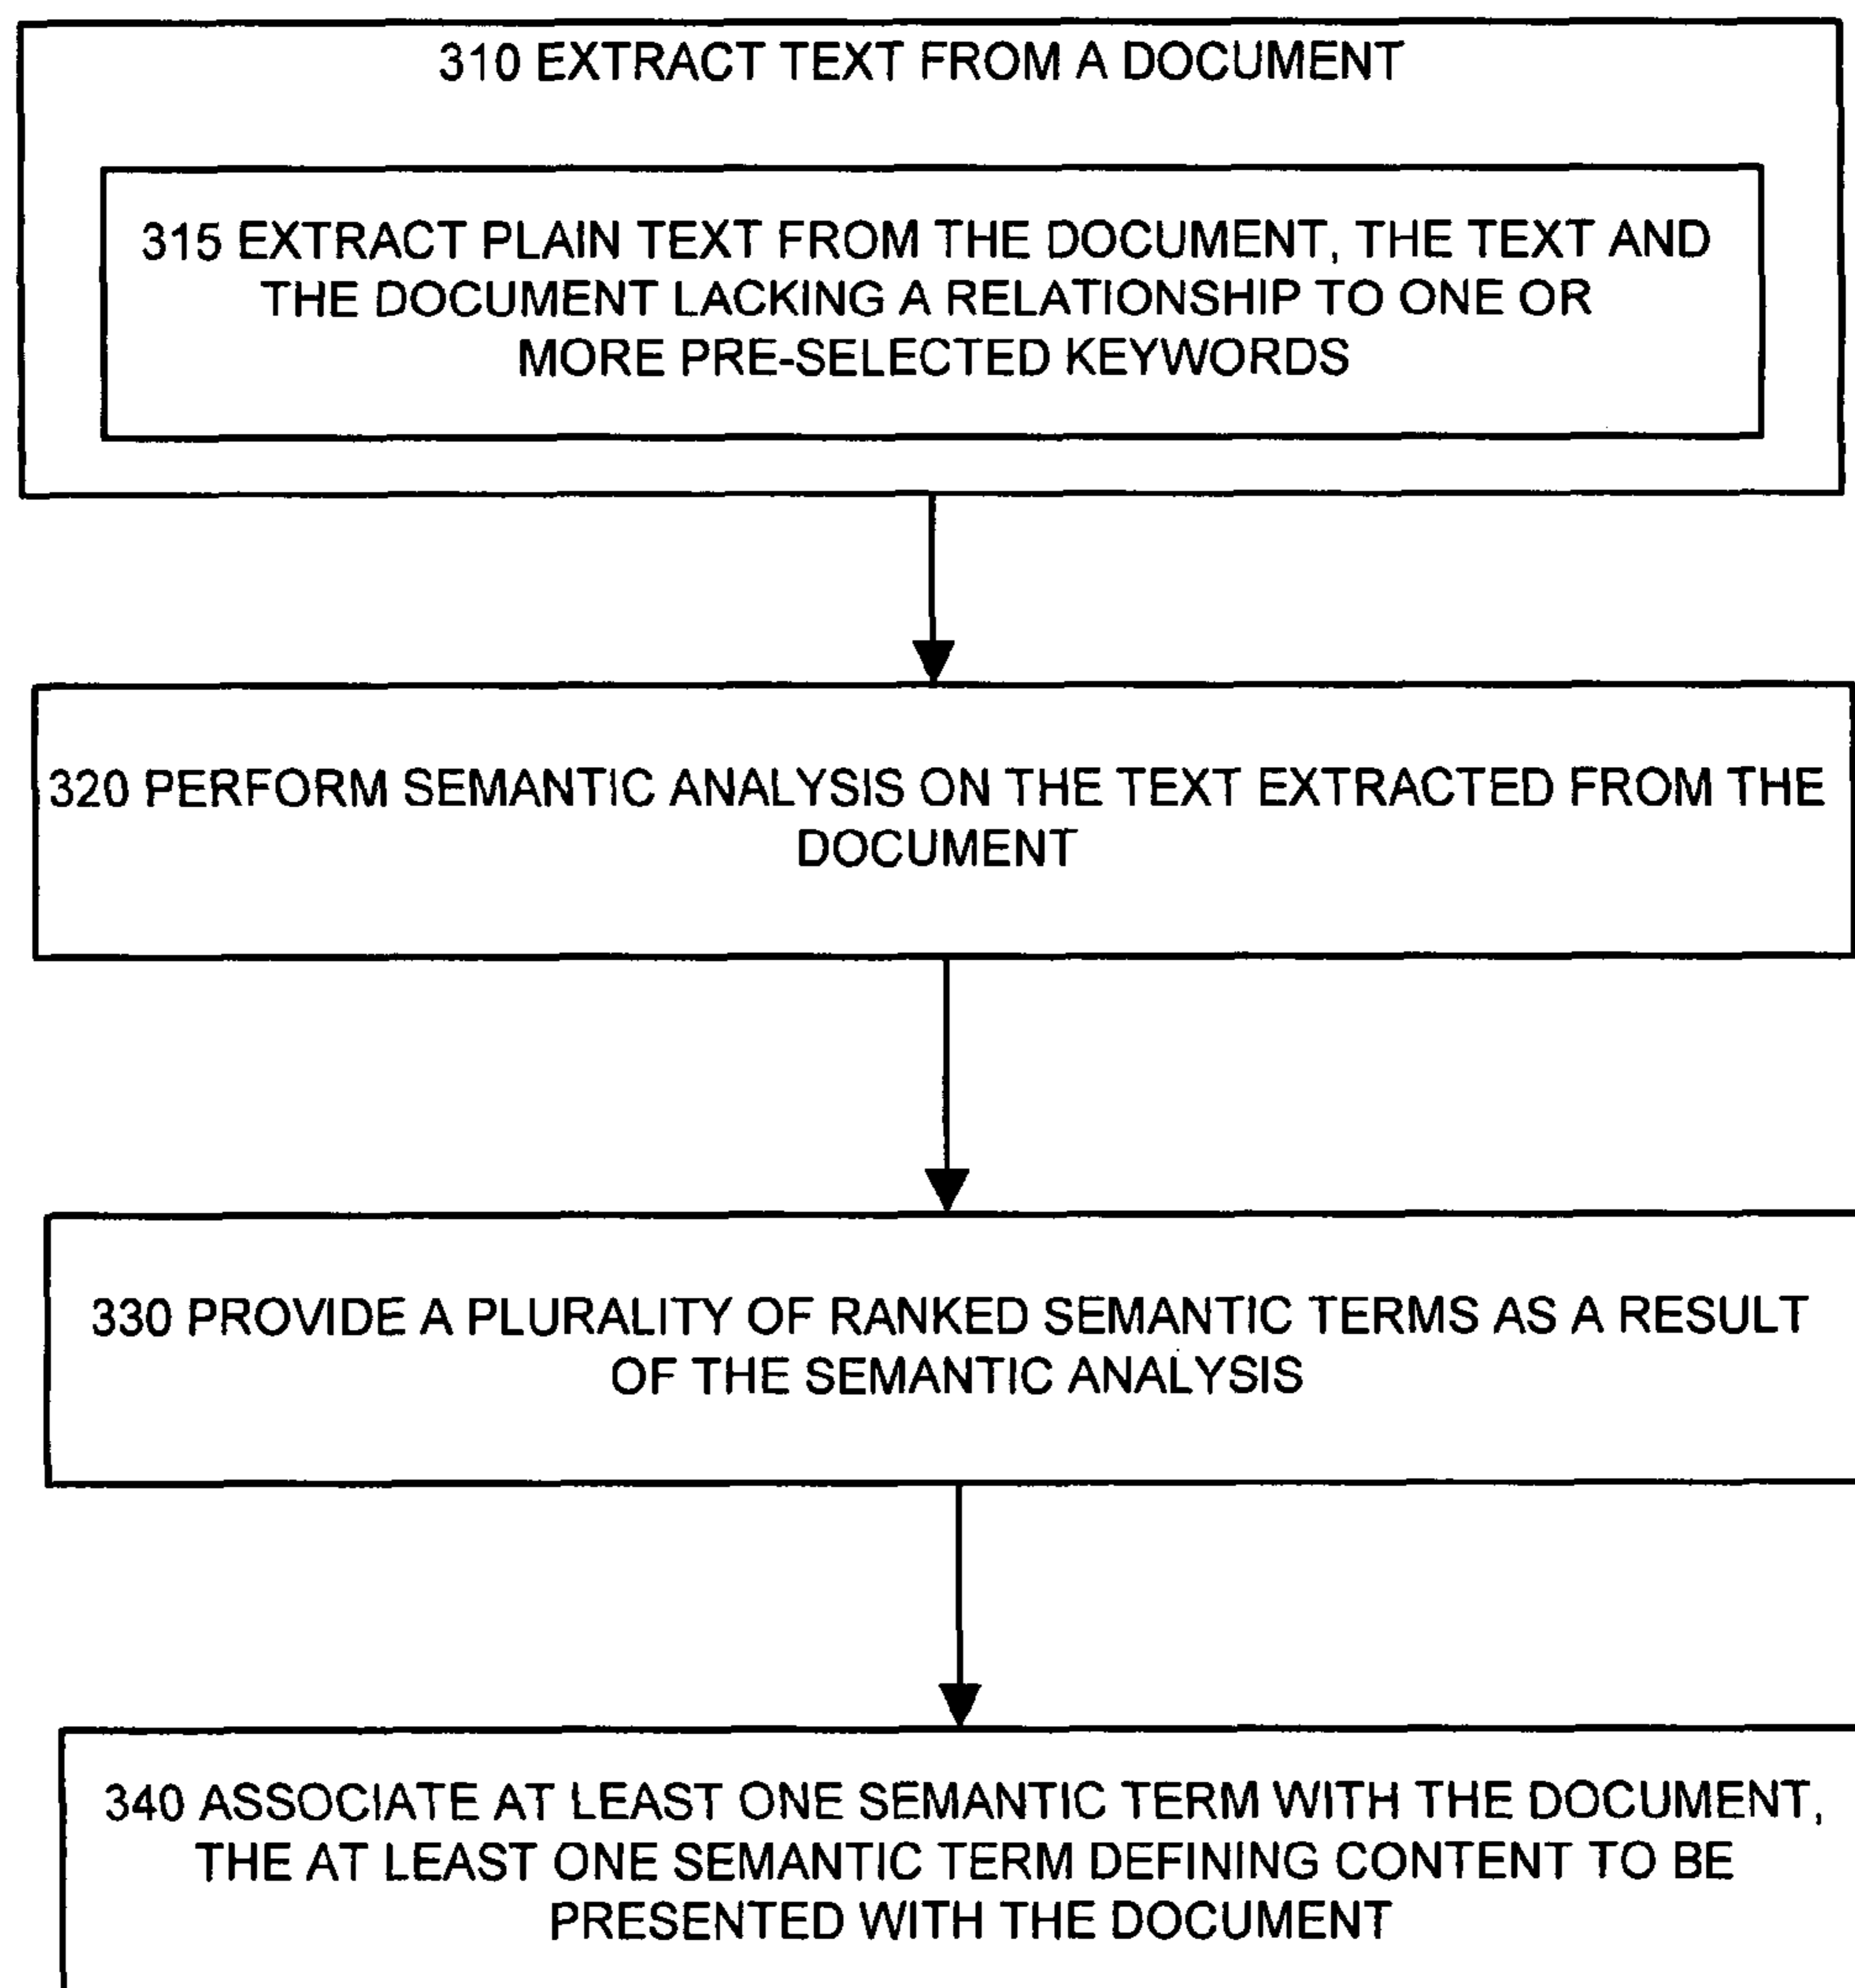 310 EXTRACT TEXT FROM A DOCUMENT
315 EXTRACT PLAIN TEXT FROM THE DOCUMENT, THE TEXT AND
THE DOCUMENT LACKING A RELATIONSHIP TO ONE OR
MORE PRE-SELECTED KEYWORDS
320 PERFORM SEMANTIC ANALYSIS ON THE TEXT EXTRACTED FROM THE
DOCUMENT
330 PROVIDE A PLURALITY OF RANKED SEMANTIC TERMS AS A RESULT
OF THE SEMANTIC ANALYSIS
340 ASSOCIATE AT LEAST ONE SEMANTIC TERM WITH THE DOCUMENT,
THE AT LEAST ONE SEMANTIC TERM DEFINING CONTENT TO BE
PRESENTED WITH THE DOCUMENT